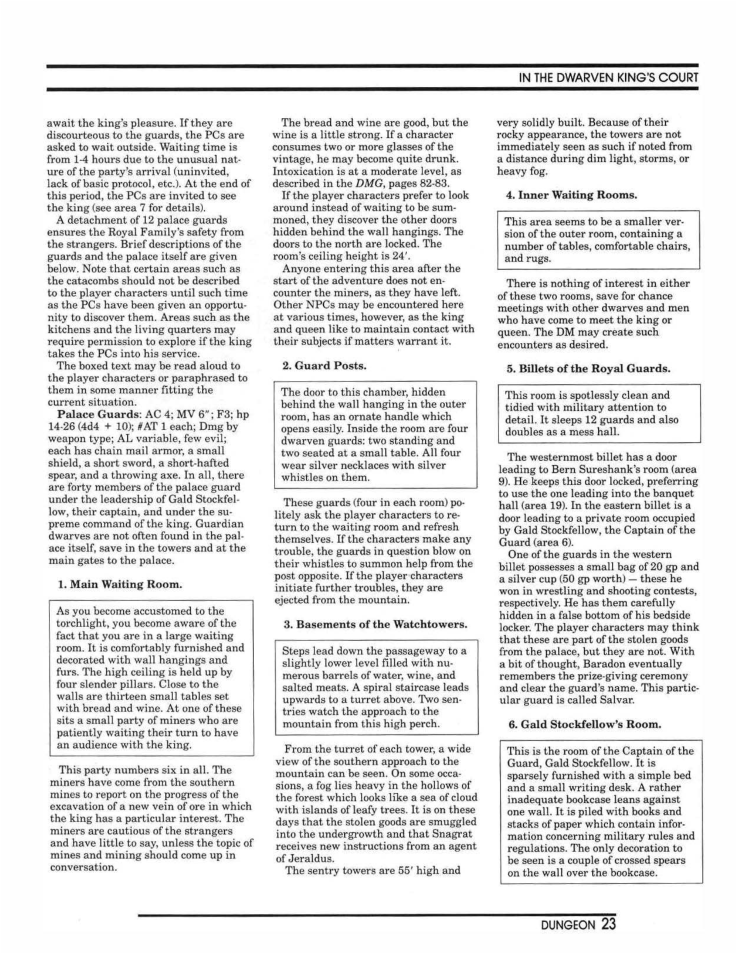 IN THE DWARVEN KING'S COURT
await the king's pleasure. If they are
discourteous to the guards, the PCs are
asked to wait outside. Waiting time is
from 1-4 hours due to the unusual nat-
ure of the party's arrival (uninvited,
lack of basic protocol, etc.). At the end of
this period, the PCs are invited to see
the king (see area 7 for details).
A detachment of 12 palace guards
ensures the Royal Family's safety from
the strangers. Brief descriptions of the
guards and the palace itself are given
below. Note that certain areas such as
the catacombs should not be described
to the player characters until such time
as the PCs have been given an opportu-
nity to discover them. Areas such as the
kitchens and the living quarters may
require permission to explore if the king
takes the PCs into his service.
The boxed text may be read aloud to
the player characters or paraphrased to
them in some manner fitting the
current situation.
Palace Guards: AC 4; MV 6"; F3; hp
14-26 (4d4 + 10); #AT 1 each; Dmg by
weapon type; AL variable, few evil;
each has chain mail armor, a small
shield, a short sword, a short-hafted
spear, and a throwing axe. In all, there
are forty members of the palace guard
under the leadership of Gald Stockfel-
low, their captain, and under the su-
preme command of the king. Guardian
dwarves are not often found in the pal-
ace itself, save in the towers and at the
main gates to the palace.
1. Main Waiting Room.
As you become accustomed to the
torchlight, you become aware of the
fact that you are in a large waiting
room. It is comfortably furnished and
decorated with wall hangings and
furs. The high ceiling is held up by
four slender pillars. Close to the
walls are thirteen small tables set
with bread and wine. At one of these
sits a small party of miners who are
patiently waiting their turn to have
an audience with the king.
This party numbers six in all. The
miners have come from the southern
mines to report on the progress of the
excavation of a new vein of ore in which
the king has a particular interest. The
miners are cautious of the strangers
and have little to say, unless the topic of
mines and mining should come up in
conversation.
The bread and wine are good, but the
wine is a little strong. If a character
consumes two or more glasses of the
vintage, he may become quite drunk.
Intoxication is at a moderate level, as
described in the DMG, pages 82-83.
If the player characters prefer to look
around instead of waiting to be sum-
moned, they discover the other doors
hidden behind the wall hangings. The
doors to the north are locked. The
room's ceiling height is 24'.
Anyone entering this area after the
start of the adventure does not en-
counter the miners, as they have left.
Other NPCs may be encountered here
at various times, however, as the king
and queen like to maintain contact with
their subjects if matters warrant it.
2. Guard Posts.
The door to this chamber, hidden
behind the wall hanging in the outer
room, has an ornate handle which
opens easily. Inside the room are four
dwarven guards: two standing and
two seated at a small table. All four
wear silver necklaces with silver
whistles on them.
These guards (four in each room) po-
litely ask the player characters to re-
turn to the waiting room and refresh
themselves. If the characters make any
trouble, the guards in question blow on
their whistles to summon help from the
post opposite. If the player characters
initiate further troubles, they are
ejected from the mountain.
3. Basements of the Watchtowers.
Steps lead down the passageway to a
slightly lower level filled with nu-
merous barrels of water, wine, and
salted meats. A spiral staircase leads
upwards to a turret above. Two sen-
tries watch the approach to the
mountain from this high perch.
From the turret of each tower, a wide
view of the southern approach to the
mountain can be seen. On some occa-
sions, a fog lies heavy in the hollows of
the forest which looks like a sea of cloud
with islands of leafy trees. It is on these
days that the stolen goods are smuggled
into the undergrowth and that Snagrat
receives new instructions from an agent
of Jeraldus.
The sentry towers are 55' high and
very solidly built. Because of their
rocky appearance, the towers are not
immediately seen as such if noted from
a distance during dim light, storms, or
heavy fog.
4. Inner Waiting Rooms.
This area seems to be a smaller ver-
sion of the outer room, containing a
number of tables, comfortable chairs,
and rugs.
There is nothing of interest in either
of these two rooms, save for chance
meetings with other dwarves and men
who have come to meet the king or
queen. The DM may create such
encounters as desired.
5. Billets of the Royal Guards.
This room is spotlessly clean and
tidied with military attention to
detail. It sleeps 12 guards and also
doubles as a mess hall.
The westernmost billet has a door
leading to Bern Sureshank's room (area
9). He keeps this door locked, preferring
to use the one leading into the banquet
hall (area 19). In the eastern billet is a
door leading to a private room occupied
by Gald Stockfellow, the Captain of the
Guard (area 6).
One of the guards in the western
billet possesses a small bag of 20 gp and
a silver cup (50 gp worth) — these he
won in wrestling and shooting contests,
respectively. He has them carefully
hidden in a false bottom of his bedside
locker. The player characters may think
that these are part of the stolen goods
from the palace, but they are not. With
a bit of thought, Baradon eventually
remembers the prize-giving ceremony
and clear the guard's name. This partic-
ular guard is called Salvar.
6. Gald Stockfellow's Room.
This is the room of the Captain of the
Guard, Gald Stockfellow. It is
sparsely furnished with a simple bed
and a small writing desk. A rather
inadequate bookcase leans against
one wall. It is piled with books and
stacks of paper which contain infor-
mation concerning military rules and
regulations. The only decoration to
be seen is a couple of crossed spears
on the wall over the bookcase.
DUNGEON 23